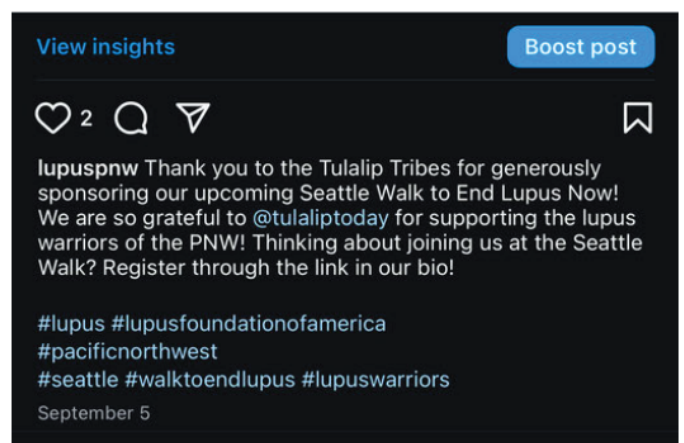 View insights
Boost post
2
lupuspnw Thank you to the Tulalip Tribes for generously
sponsoring our upcoming Seattle Walk to End Lupus Now!
We are so grateful to @tulaliptoday for supporting the lupus
warriors of the PNW! Thinking about joining us at the Seattle
Walk? Register through the link in our bio!
#lupus #lupusfoundationofamerica
#pacificnorthwest
#seattle #walktoendlupus #lupuswarriors
September 5